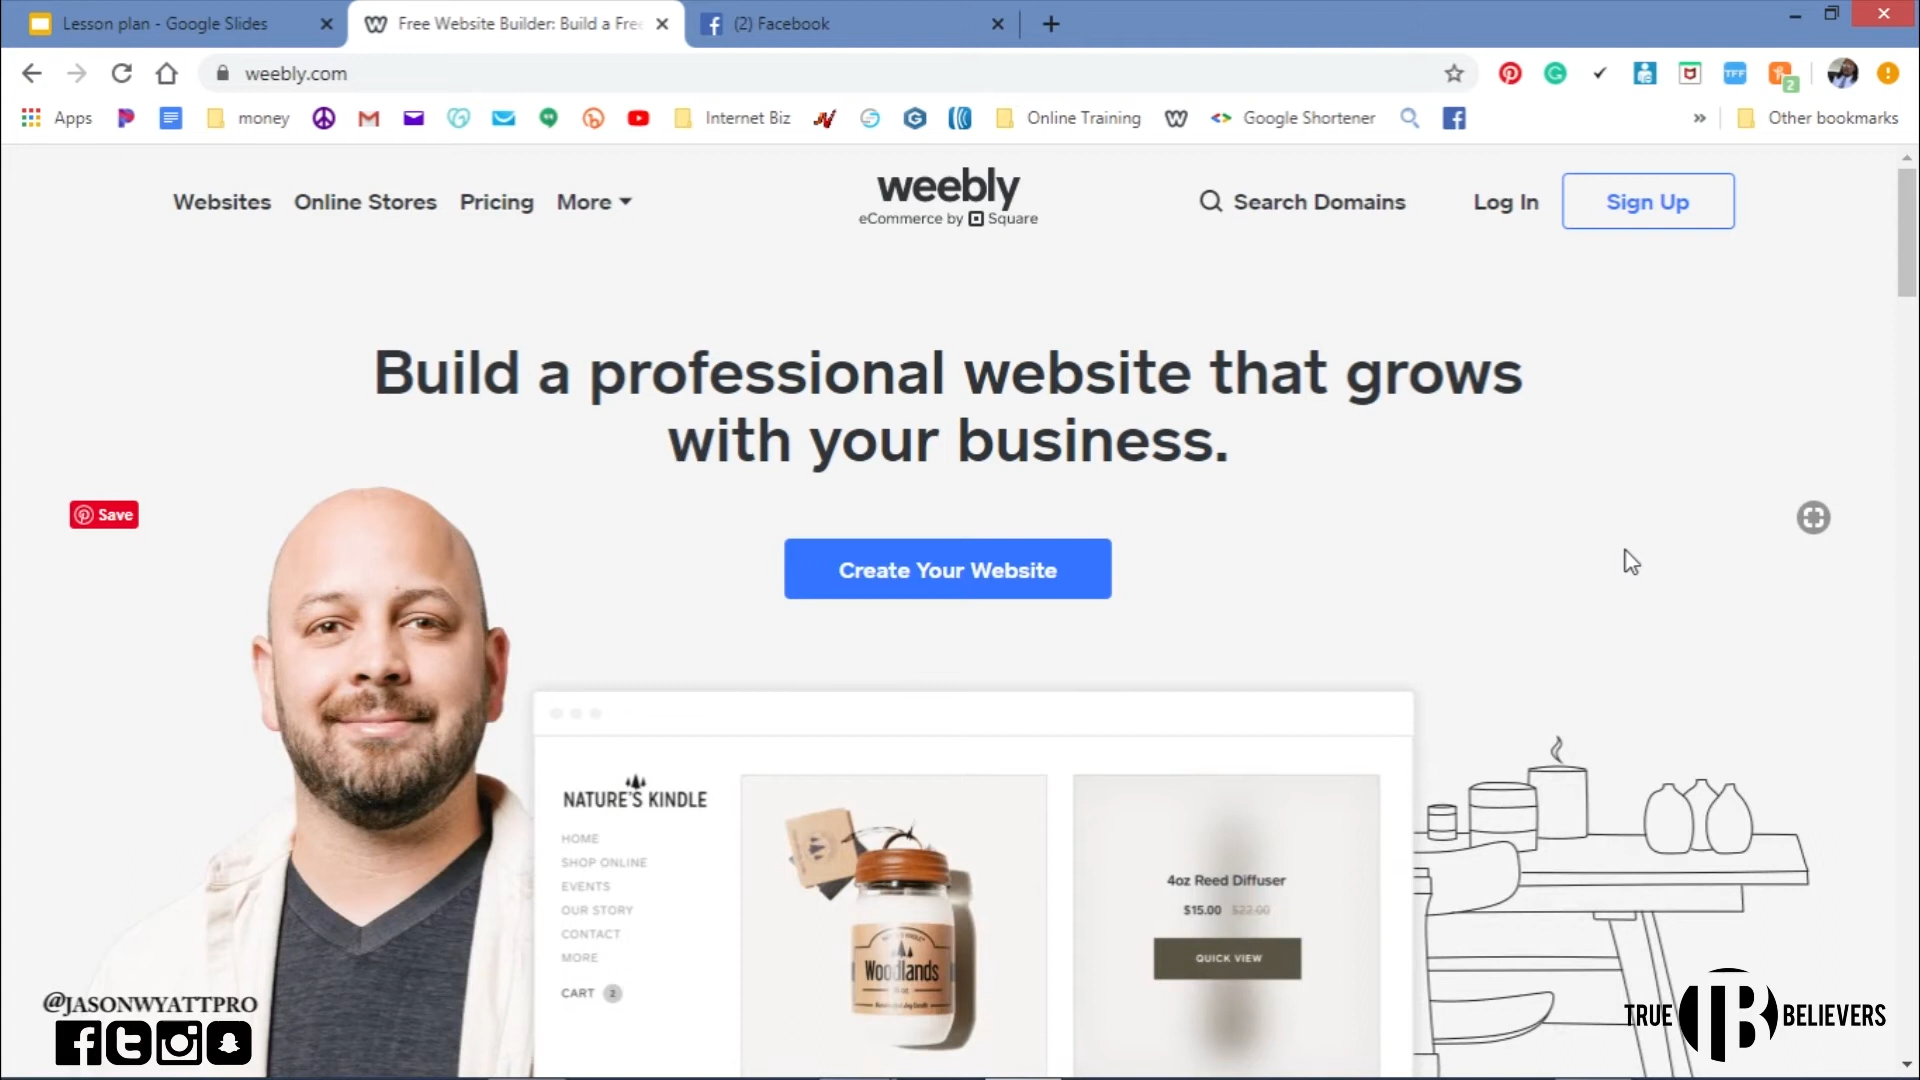 Lesson plan - Google Slides
Free Website Builder: Build a Free
(2) Facebook
weebly.com
TFF
2
Apps
money
Internet Biz
Online Training
Google Shortener
Other bookmarks
Websites
Online Stores
Pricing
More
weebly
eCommerce by Square
Search Domains
Log In
Sign Up
Build a professional website that grows
with your business.
Save
Create Your Website
NATURE'S KINDLE
HOME
SHOP ONLINE
EVENTS
OUR STORY
CONTACT
MORE
CART 2
Woodlands
4oz Reed Diffuser
$15.00 $22.00
QUICK VIEW
@JASONWYATTPRO
TRUE B BELIEVERS